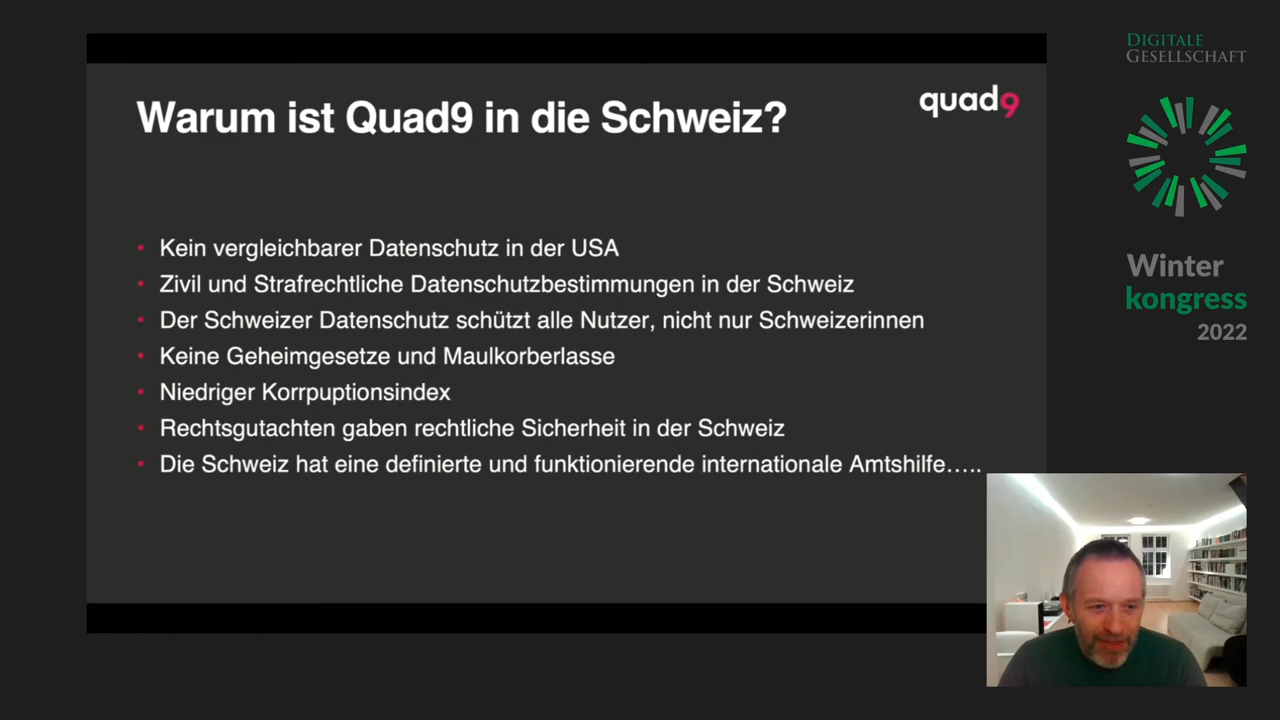 DIGITALE
GESELLSCHAFT
Warum ist Quad9 in die Schweiz?
quad9
• Kein vergleichbarer Datenschutz in der USA
• Zivil und Strafrechtliche Datenschutzbestimmungen in der Schweiz
• Der Schweizer Datenschutz schützt alle Nutzer, nicht nur Schweizerinnen
• Keine Geheimgesetze und Maulkorberlasse
• Niedriger Korrpuptionsindex
• Rechtsgutachten gaben rechtliche Sicherheit in der Schweiz
• Die Schweiz hat eine definierte und funktionierende internationale Amtshilfe…..
Winter
kongress
2022